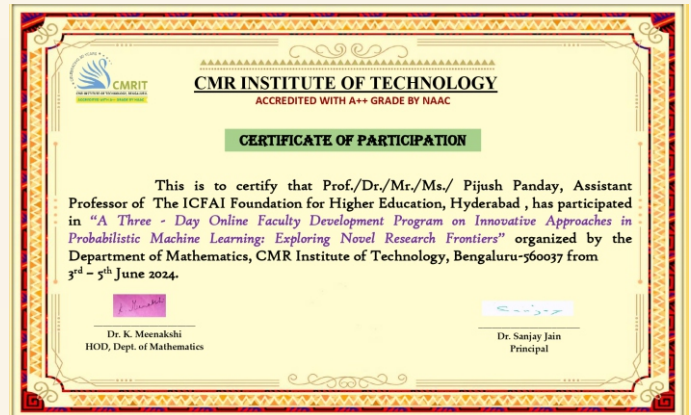 CMRIT
CMR INSTITUTE OF TECHNOLOGY
ACCREDITED WITH A++ GRADE BY NAAC
CERTIFICATE OF PARTICIPATION
This is to certify that Prof./Dr./Mr./Ms./ Pijush Panday, Assistant
Professor of The ICFAI Foundation for Higher Education, Hyderabad , has participated
in “A Three - Day Online Faculty Development Program on Innovative Approaches in
Probabilistic Machine Learning: Exploring Novel Research Frontiers” organized by the
Department of Mathematics, CMR Institute of Technology, Bengaluru-560037 from
3rd – 5th June 2024.
K Meenakshi
Dr. K. Meenakshi
HOD, Dept. of Mathematics
Dr. Sanjay Jain
Principal